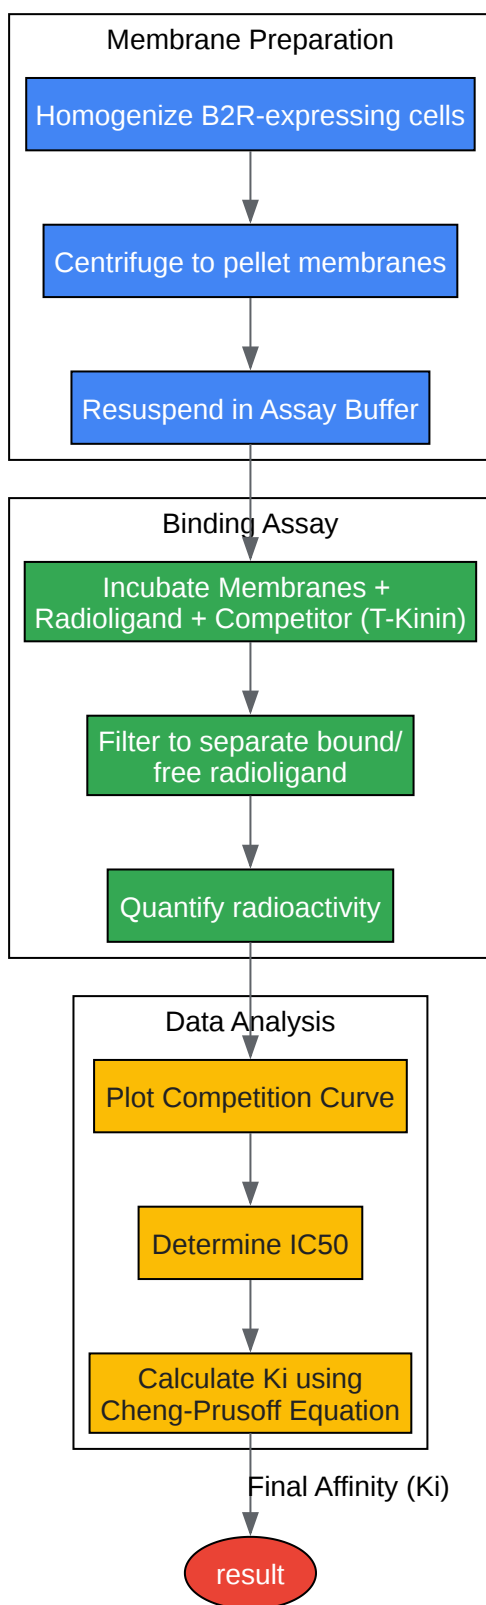 Membrane Preparation
Homogenize B2R-expressing cells
Centrifuge to pellet membranes
Resuspend in Assay Buffer
Binding Assay
Incubate Membranes +
Radioligand + Competitor (T-Kinin)
Filter to separate bound/
free radioligand
Quantify radioactivity
Data Analysis
Plot Competition Curve
Determine IC50
Calculate Ki using
Cheng-Prusoff Equation
Final Affinity (Ki)
result